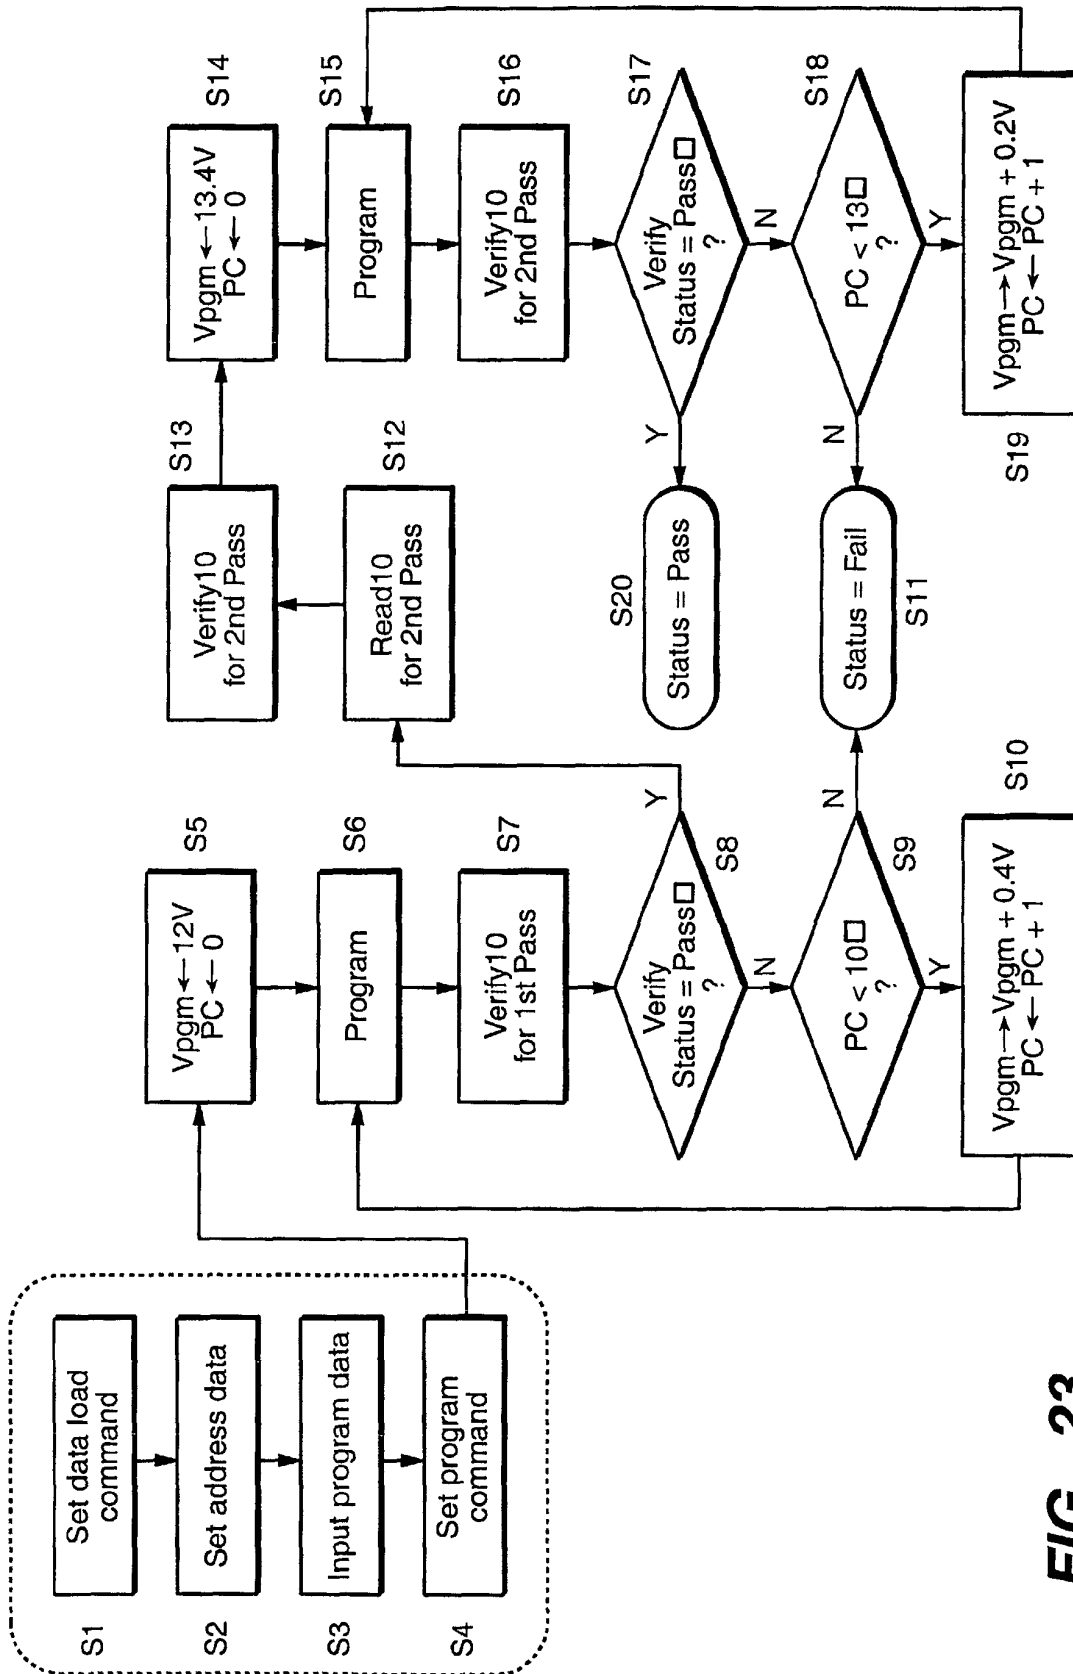 S1
Set data load
command
S2
Set address data
S3
Input program data
S4
Set program
command
S5
Vpgm ← 12V
PC ← 0
S6
Program
S7
Verify10
for 1st Pass
S8
Verify
Status = Pass□
?
Y
N
S9
PC < 10□
?
N
Y
S10
Vpgm → Vpgm + 0.4V
PC ← PC + 1
S11
Status = Fail
S12
Read10
for 2nd Pass
S13
Verify10
for 2nd Pass
S14
Vpgm ← 13.4V
PC ← 0
S15
Program
S16
Verify10
for 2nd Pass
S17
Verify
Status = Pass□
?
Y
N
S18
PC < 13□
?
N
Y
S19
Vpgm → Vpgm + 0.2V
PC ← PC + 1
S20
Status = Pass
FIG_23